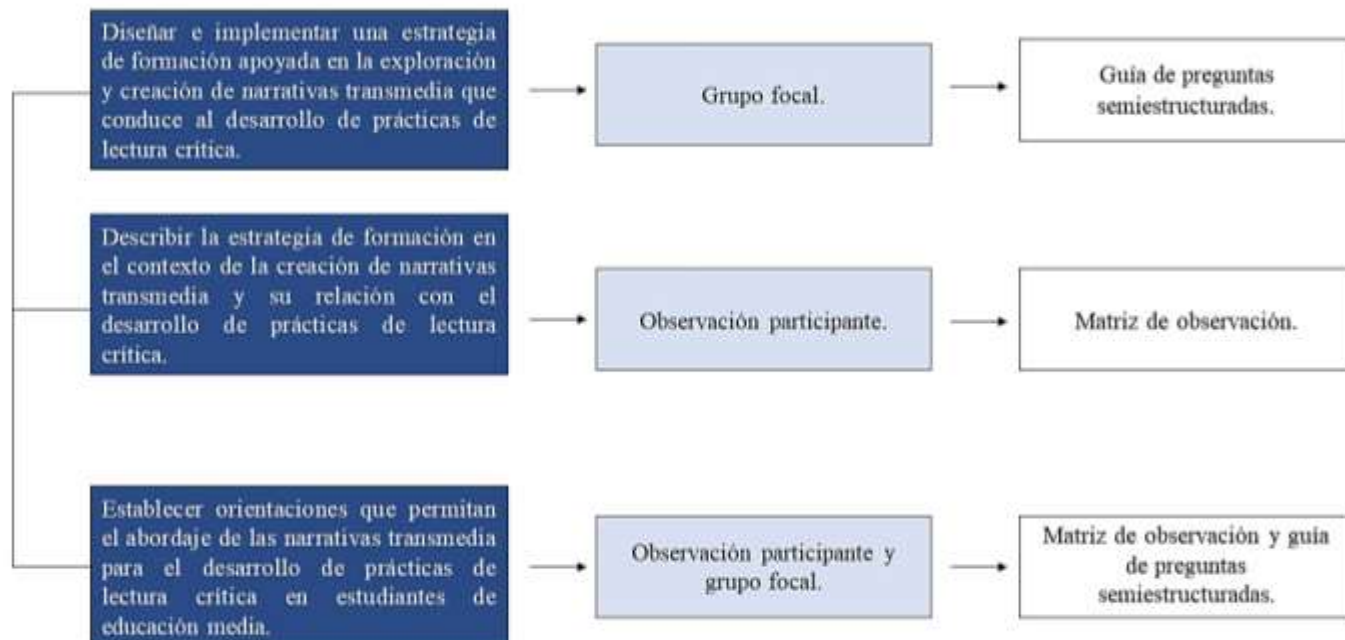 Diseñar e implementar una estrategia
de formación apoyada en la exploración
y creación de narrativas transmedia que
conduce al desarrollo de prácticas de
lectura crítica.
Grupo focal.
Guía de preguntas
semiestructuradas.
Describir la estrategia de formación en
el contexto de la creación de narrativas
transmedia y su relación con el
desarrollo de prácticas de lectura
crítica.
Observación participante.
Matriz de observación.
Establecer orientaciones que permitan
el abordaje de las narrativas transmedia
para el desarrollo de prácticas de
lectura crítica en estudiantes de
educación media.
Observación participante y
grupo focal.
Matriz de observación y guía
de preguntas
semiestructuradas.